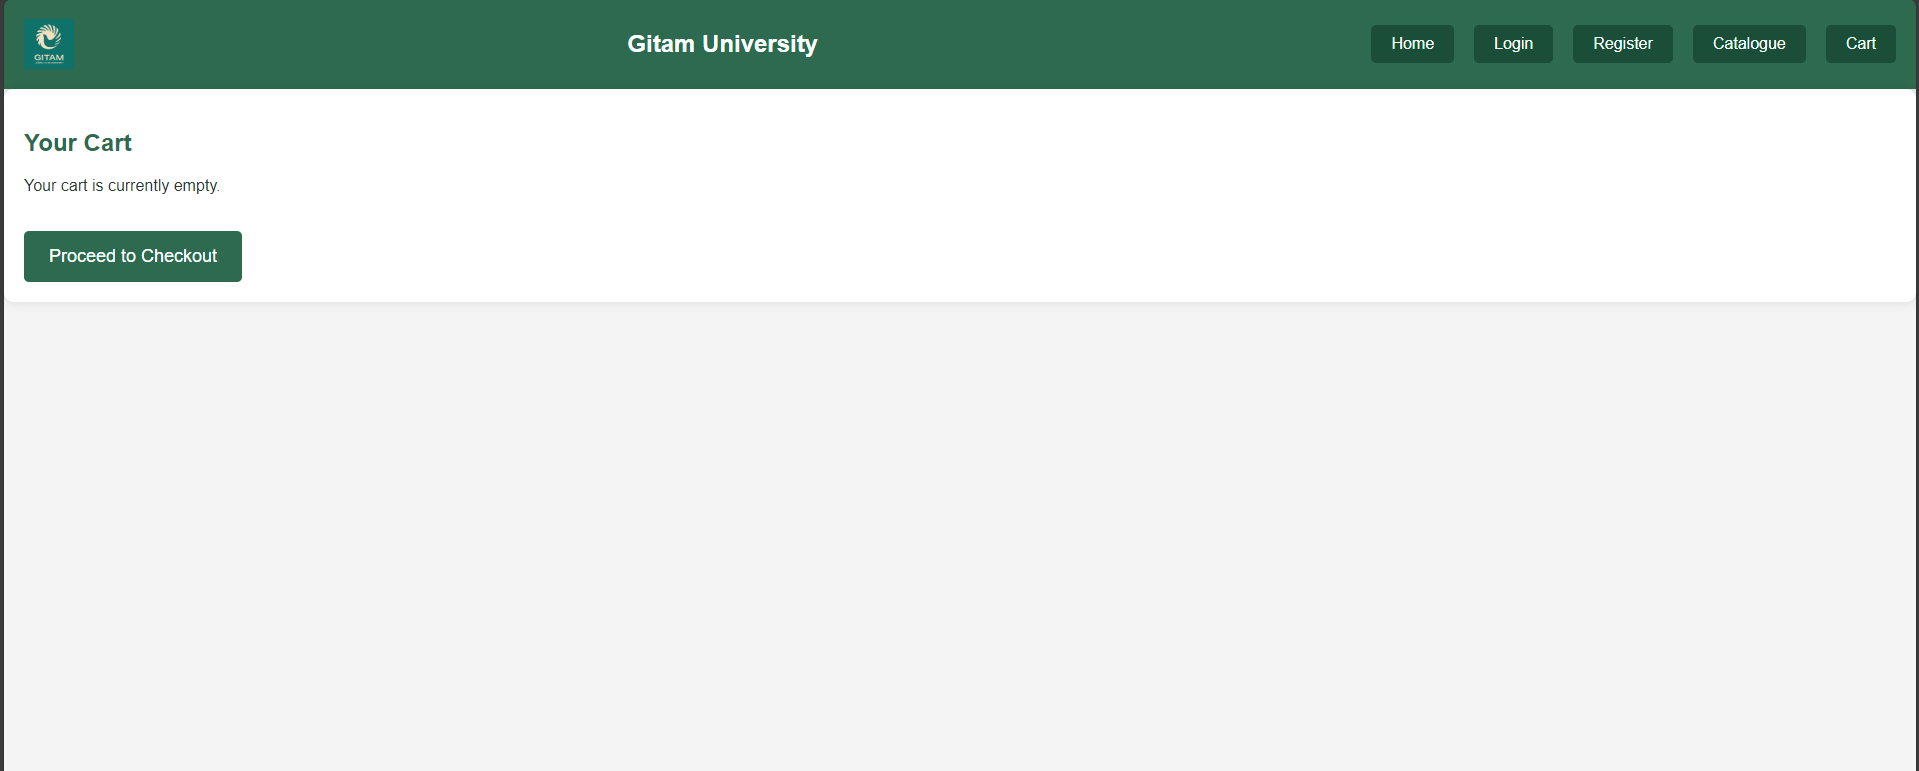 GITAM
Gitam University
Home
Login
Register
Catalogue
Cart
Your Cart
Your cart is currently empty.
Proceed to Checkout